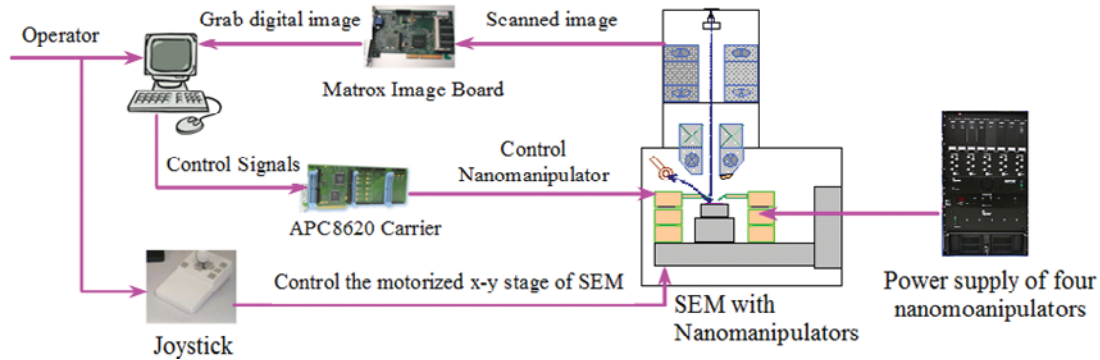 Operator
Grab digital image
Scanned image
Matrox Image Board
Control Signals
Control
Nanomanipulator
APC8620 Carrier
Control the motorized x-y stage of SEM
Joystick
SEM with
Nanomanipulators
Power supply of four
nanomoanipulators